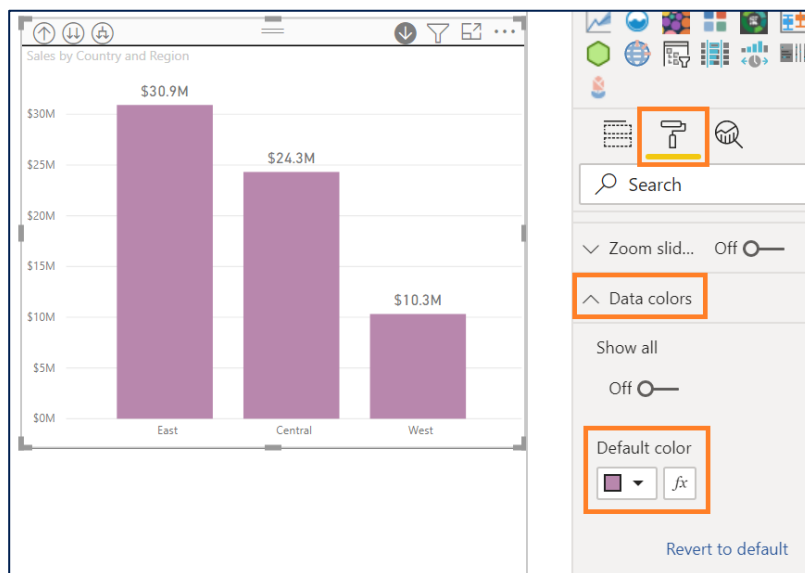 Sales by Country and Region
$30.9M
$30M
$25M
$24.3M
$20M
$15M
$10.3M
$10M
$5M
$0M
East Central West
Search
Zoom slid... Off
Data colors
Show all
Off
Default color
fx
Revert to default